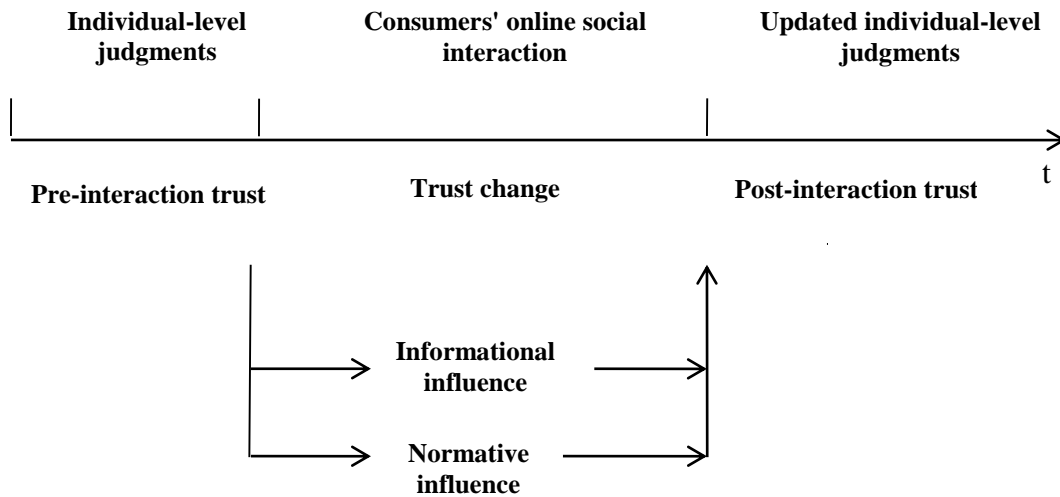 Individual-level
judgments
Consumers' online social
interaction
Updated individual-level
judgments
t
Pre-interaction trust
Trust change
Post-interaction trust
Informational
influence
Normative
influence